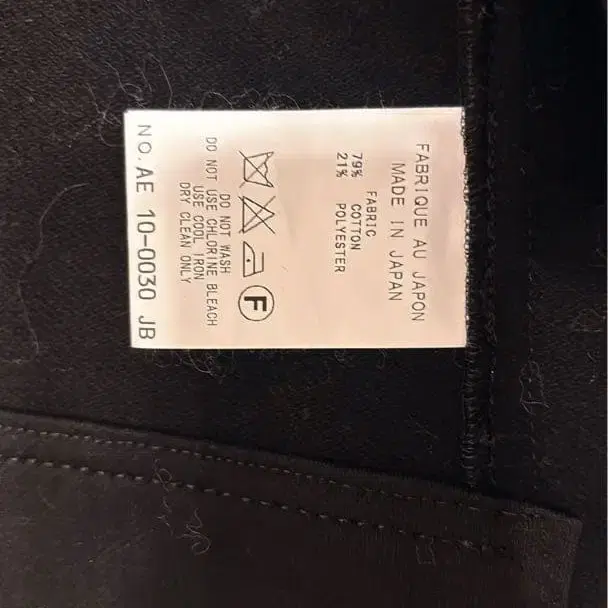 FABRIQUE AU JAPON
MADE IN JAPAN
FABRIC
79% COTTON
21% POLYESTER
F
DO NOT WASH
DO NOT USE CHLORINE BLEACH
USE COOL IRON
DRY CLEAN ONLY
NO. AE 10-0030 JB